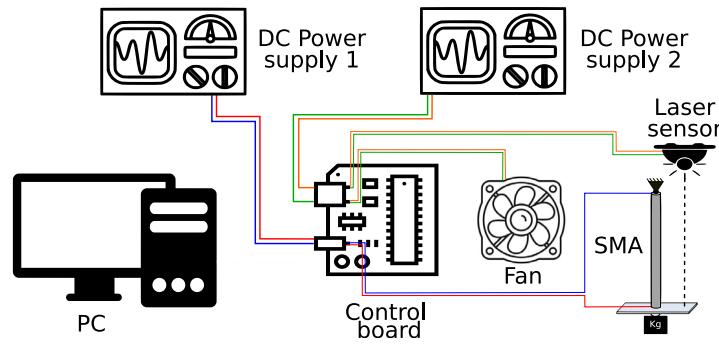 DC Power
supply 1
DC Power
supply 2
Laser
sensor
SMA
Fan
PC
Control
board
Kg